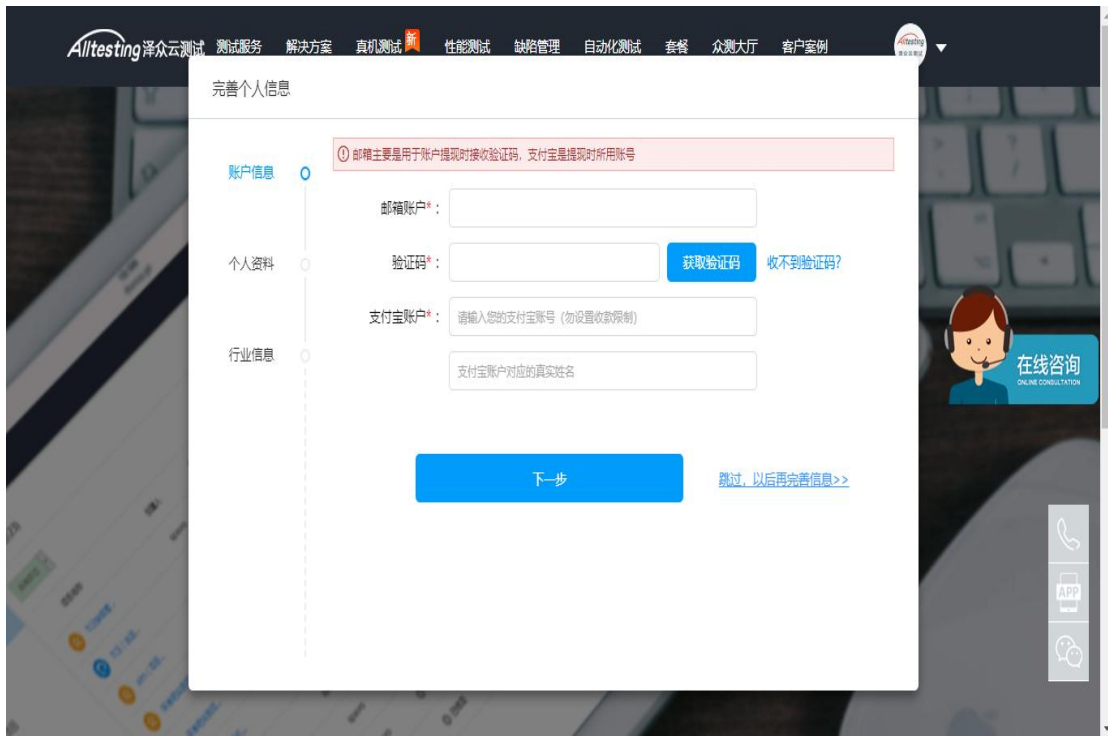 Alltesting泽众云测试 测试服务 解决方案 真机测试 新 性能测试 缺陷管理 自动化测试 套餐 众测大厅 客户案例
完善个人信息
邮箱主要是用于账户提现时接收验证码，支付宝是提现时所用账号
账户信息
邮箱账户*：
个人资料
验证码*： 获取验证码 收不到验证码?
支付宝账户*： 请输入您的支付宝账号 (勿设置收款限制)
行业信息
支付宝账户对应的真实姓名
在线咨询
ONLINE CONSULTATION
下一步 跳过，以后再完善信息>>
APP